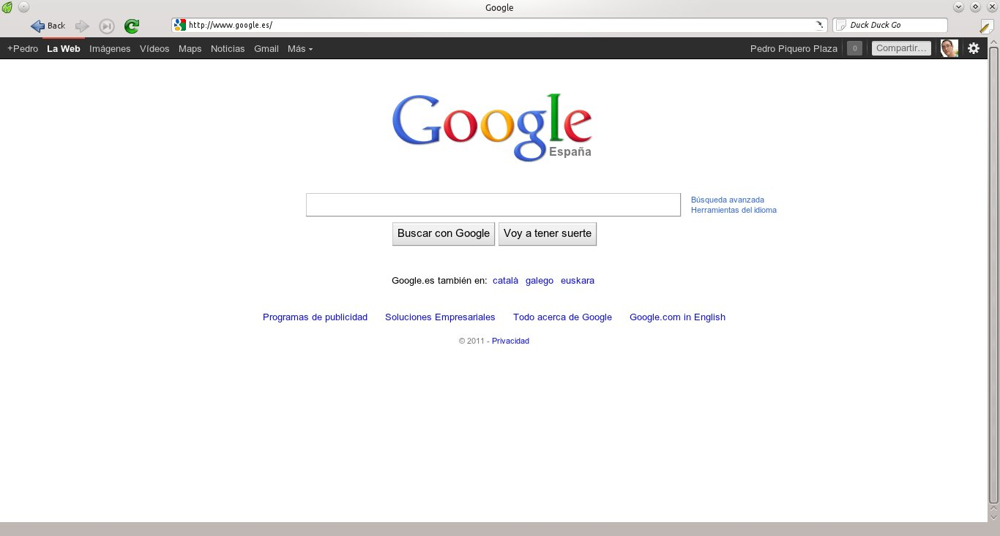 Google
Back
http://www.google.es/
Duck Duck Go
+Pedro La Web Imágenes Vídeos Maps Noticias Gmail Más
Pedro Piquero Plaza 0 Compartir...
Google
España
Búsqueda avanzada
Herramientas del idioma
Buscar con Google Voy a tener suerte
Google.es también en: català galego euskara
Programas de publicidad Soluciones Empresariales Todo acerca de Google Google.com in English
© 2011 - Privacidad